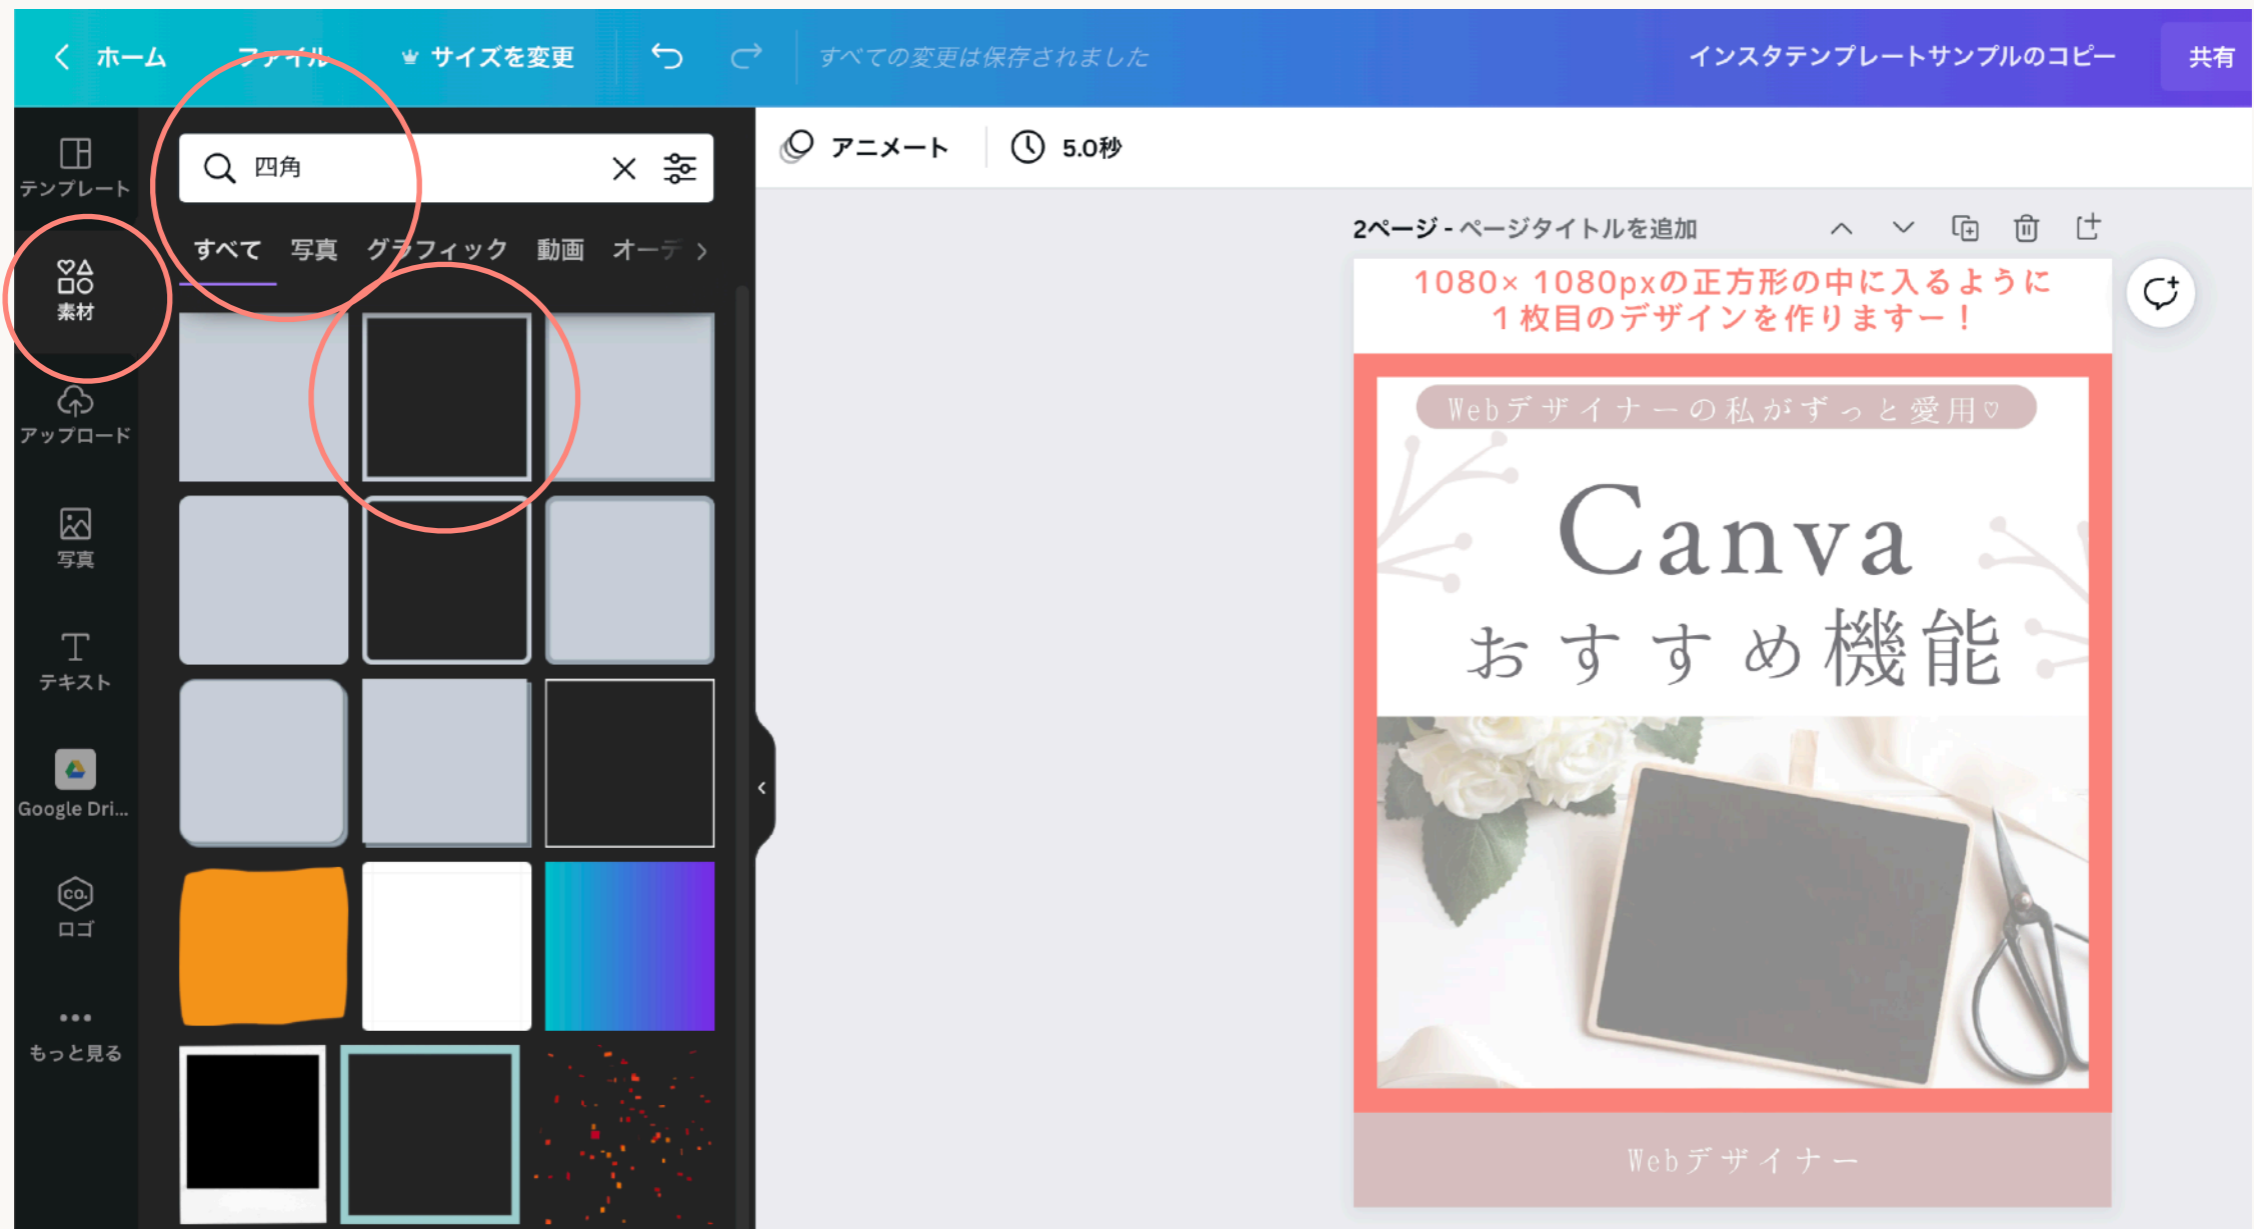 ホーム
ファイル
サイズを変更
すべての変更は保存されました
インスタテンプレートサンプルのコピー
共有
テンプレート
素材
アップロード
写真
テキスト
Google Dri...
co.
ロゴ
もっと見る
四角
すべて 写真 グラフィック 動画 オーデ
アニメート
5.0秒
2ページ - ページタイトルを追加
1080× 1080pxの正方形の中に入るように
1枚目のデザインを作りますー!
Webデザイナーの私がずっと愛用♡
Canva
おすすめ機能
Webデザイナー